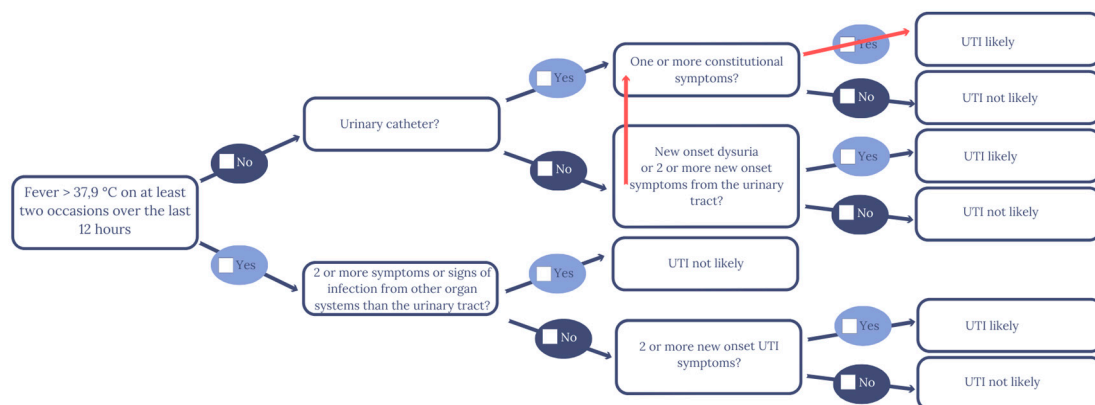 Fever > 37,9 °C on at least
two occasions over the last
12 hours
No
Yes
Urinary catheter?
2 or more symptoms or signs of
infection from other organ
systems than the urinary tract?
Yes
No
Yes
No
One or more constitutional
symptoms?
New onset dysuria
or 2 or more new onset
symptoms from the urinary
tract?
UTI not likely
2 or more new onset UTI
symptoms?
Yes
No
Yes
No
Yes
No
UTI likely
UTI not likely
UTI likely
UTI not likely
UTI likely
UTI not likely